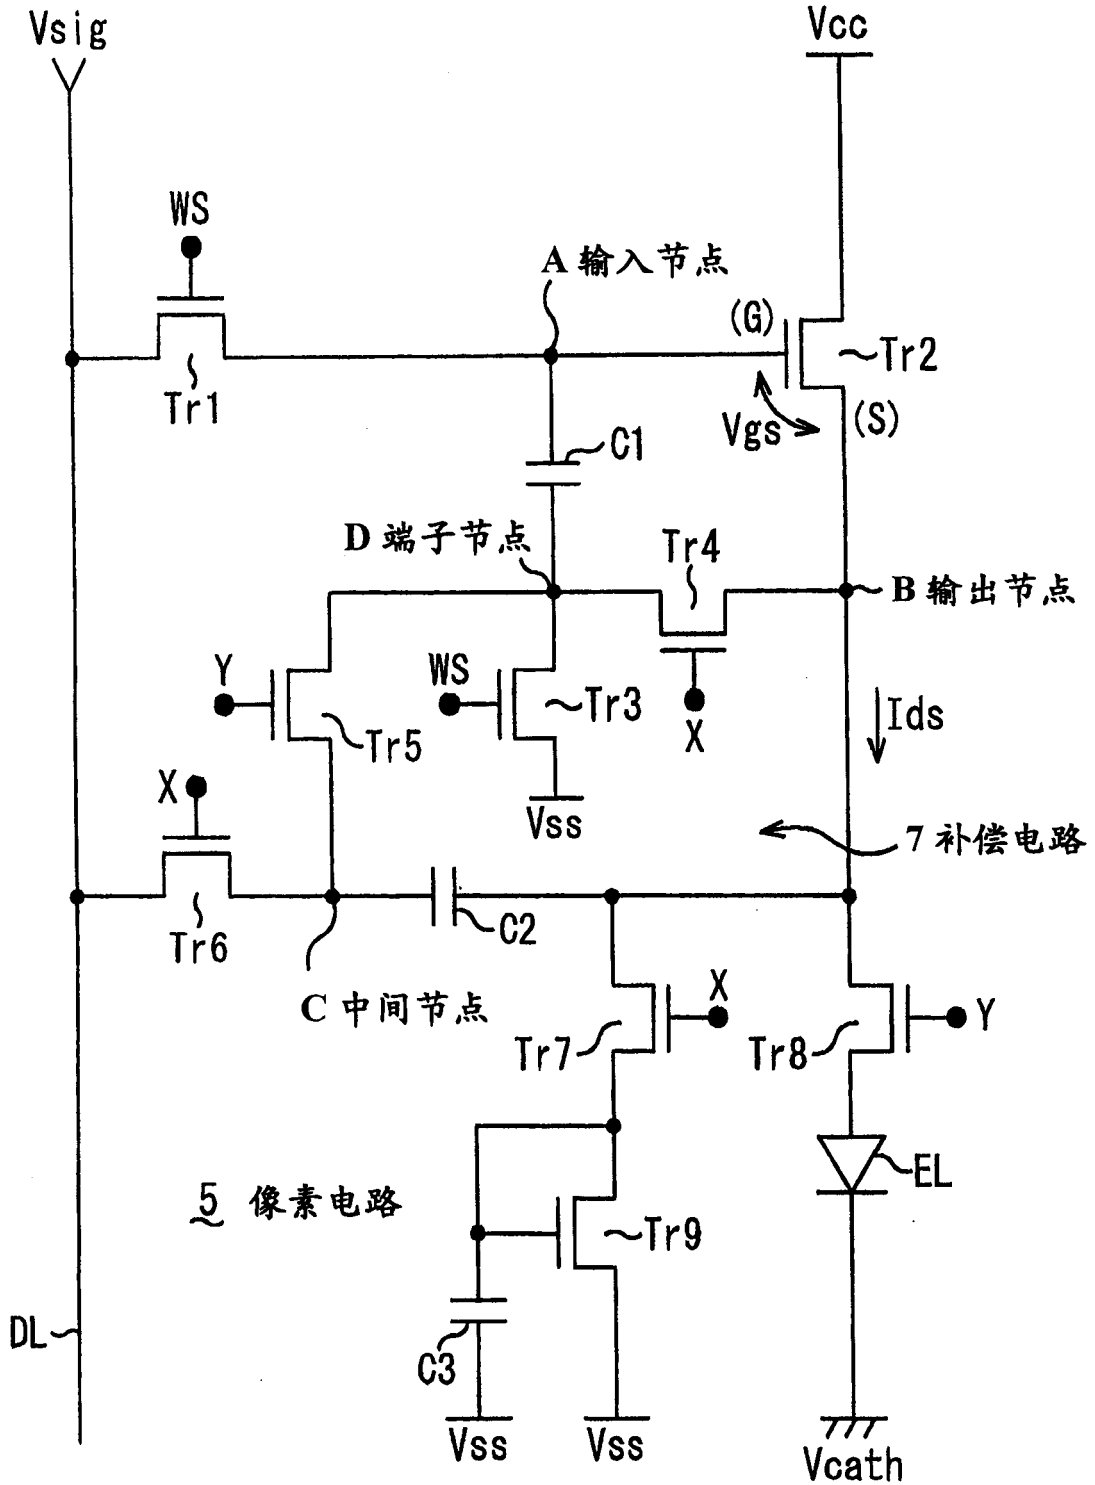 Vsig
Vcc
WS
A 输入节点
(G)
Tr2
Tr1
Vgs
(S)
C1
D 端子节点
Tr4
B 输出节点
Y
WS
Tr3
X
Ids
Tr5
X
Vss
7 补偿电路
Tr6
C2
C 中间节点
X
Y
Tr7
Tr8
EL
5 像素电路
Tr9
DL
C3
Vss
Vss
Vcath